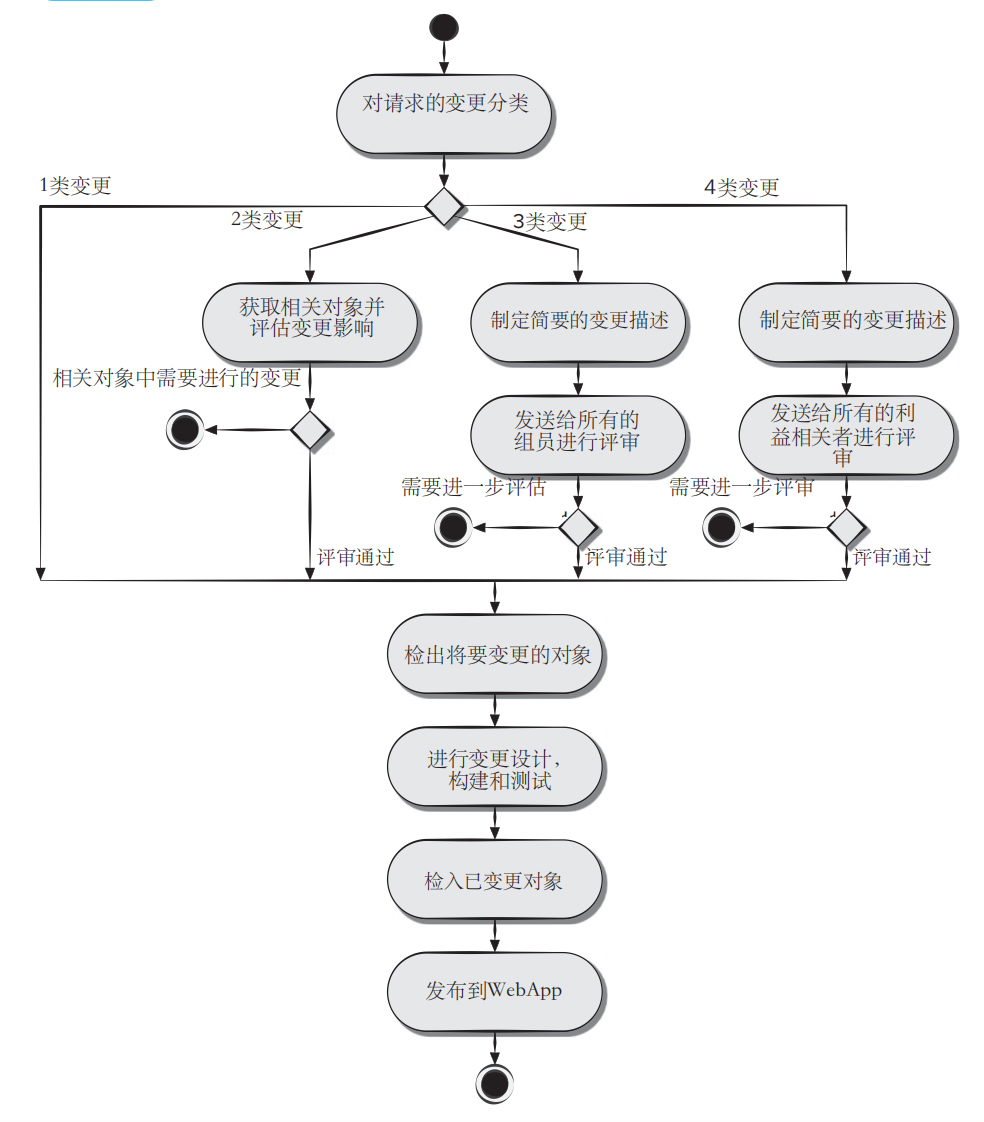 对请求的变更分类
1类变更
4类变更
2类变更
3类变更
获取相关对象并
评估变更影响
制定简要的变更描述
制定简要的变更描述
相关对象中需要进行的变更
发送给所有的
组员进行评审
发送给所有的利
益相关者进行评
审
需要进一步评估
需要进一步评审
评审通过
评审通过
评审通过
检出将要变更的对象
进行变更设计，
构建和测试
检入已变更对象
发布到WebApp